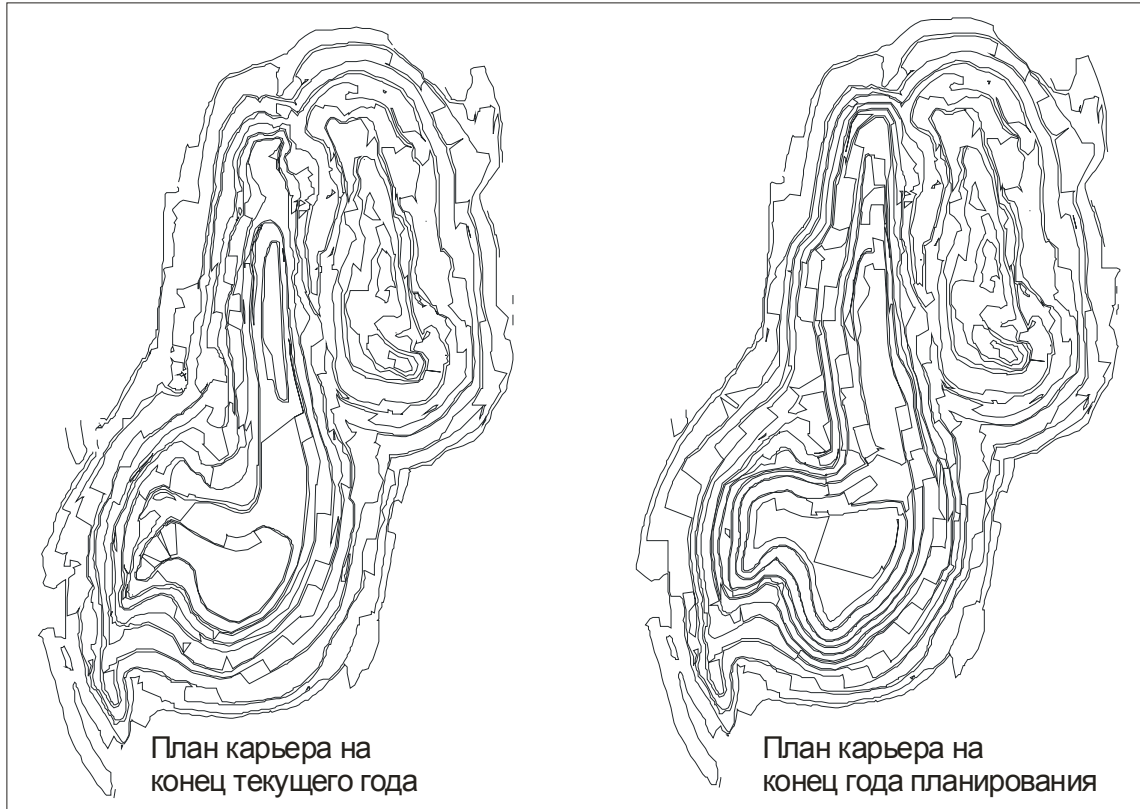 План карьера на
конец текущего года
План карьера на
конец года планирования